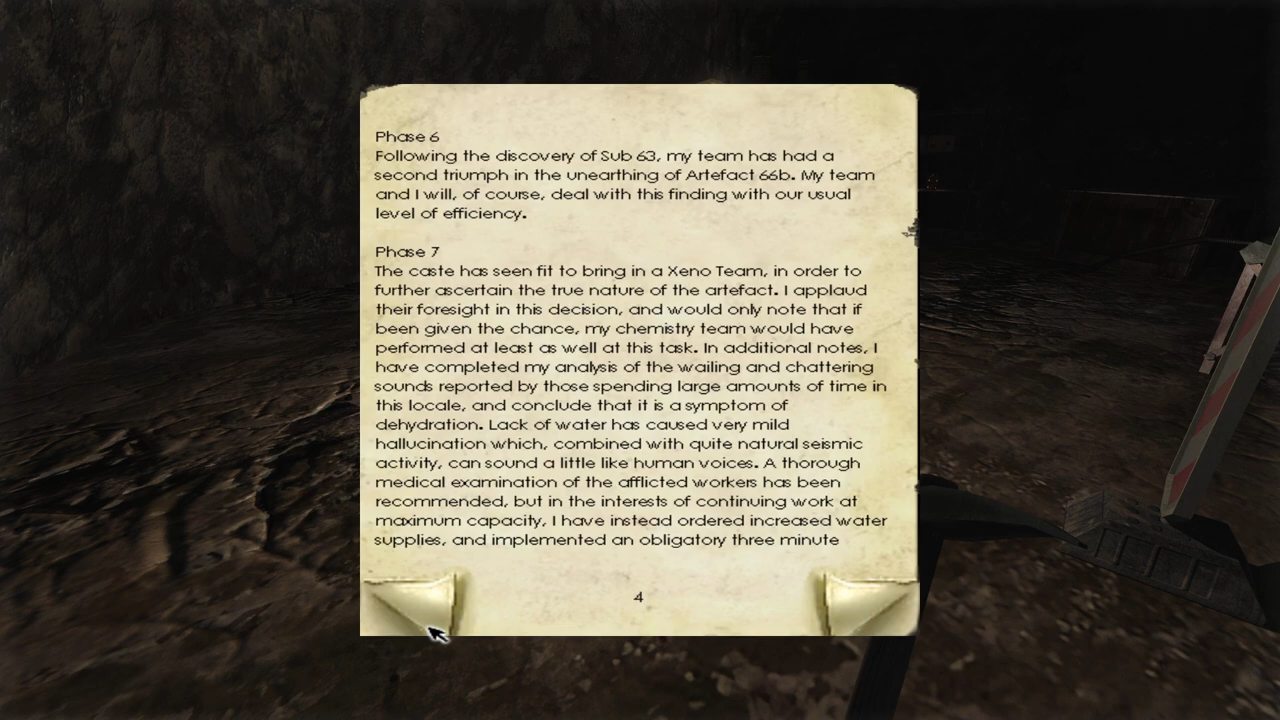 Phase 6
Following the discovery of Sub 63, my team has had a
second triumph in the unearthing of Artefact 66b. My team
and I will, of course, deal with this finding with our usual
level of efficiency.
Phase 7
The caste has seen fit to bring in a Xeno Team, in order to
further ascertain the true nature of the artefact. I applaud
their foresight in this decision, and would only note that if
been given the chance, my chemistry team would have
performed at least as well at this task. In additional notes, I
have completed my analysis of the wailing and chattering
sounds reported by those spending large amounts of time in
this locale, and conclude that it is a symptom of
dehydration. Lack of water has caused very mild
hallucination which, combined with quite natural seismic
activity, can sound a little like human voices. A thorough
medical examination of the afflicted workers has been
recommended, but in the interests of continuing work at
maximum capacity, I have instead ordered increased water
supplies, and implemented an obligatory three minute
4